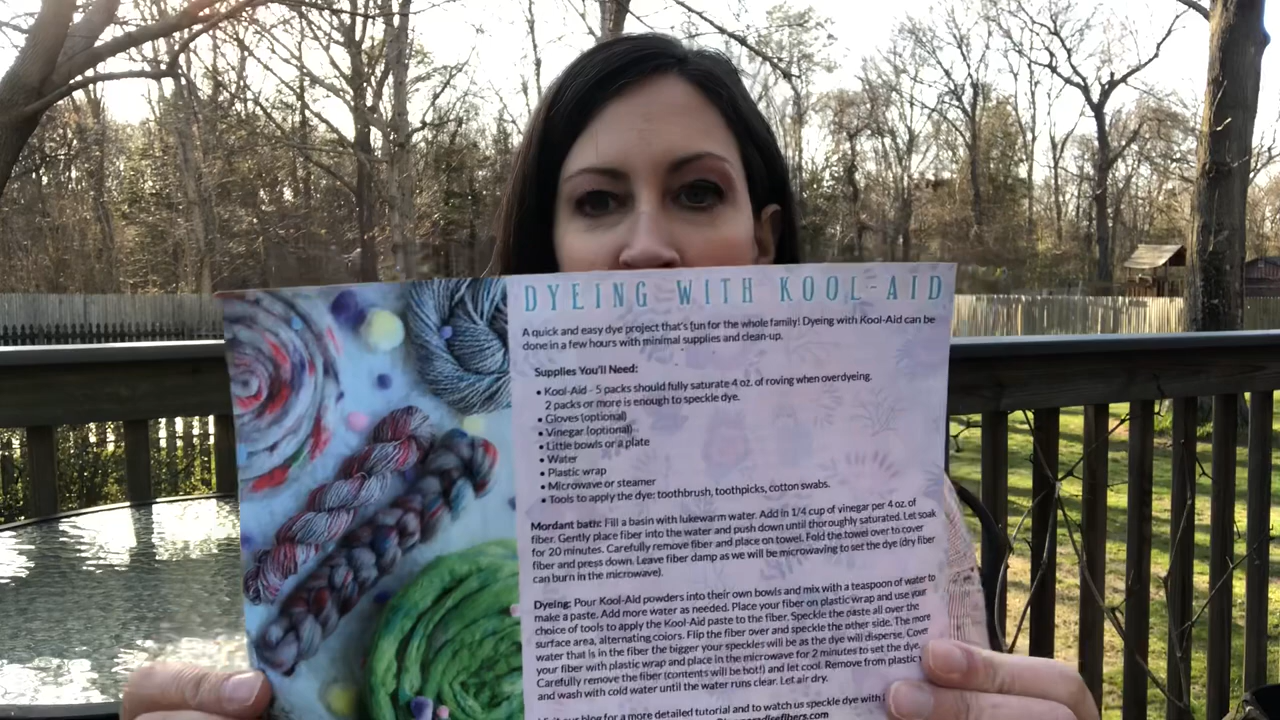 DYEING WITH KOOL-AID
A quick and easy dye project that's fun for the whole family! Dyeing with Kool-Aid can be
done in a few hours with minimal supplies and clean-up.
Supplies You'll Need:
• Kool-Aid - 5 packs should fully saturate 4 oz. of roving when overdyeing.
2 packs or more is enough to speckle dye.
• Gloves (optional)
• Vinegar (optional)
• Little bowls or a plate
• Water
• Plastic wrap
• Microwave or steamer
• Tools to apply the dye: toothbrush, toothpicks, cotton swabs.
Mordant bath: Fill a basin with lukewarm water. Add in 1/4 cup of vinegar per 4 oz. of
fiber. Gently place fiber into the water and push down until thoroughly saturated. Let soak
for 20 minutes. Carefully remove fiber and place on towel. Fold the towel over to cover
fiber and press down. Leave fiber damp as we will be microwaving to set the dye (dry fiber
can burn in the microwave).
Dyeing: Pour Kool-Aid powders into their own bowls and mix with a teaspoon of water to
make a paste. Add more water as needed. Place your fiber on plastic wrap and use your
choice of tools to apply the Kool-Aid paste to the fiber. Speckle the paste all over the
surface area, alternating colors. Flip the fiber over and speckle the other side. The more
water that is in the fiber the bigger your speckles will be as the dye will disperse. Cover
your fiber with plastic wrap and place in the microwave for 2 minutes to set the dye.
Carefully remove the fiber (contents will be hot!) and let cool. Remove from plastic
and wash with cold water until the water runs clear. Let air dry.
our blog for a more detailed tutorial and to watch us speckle dye with